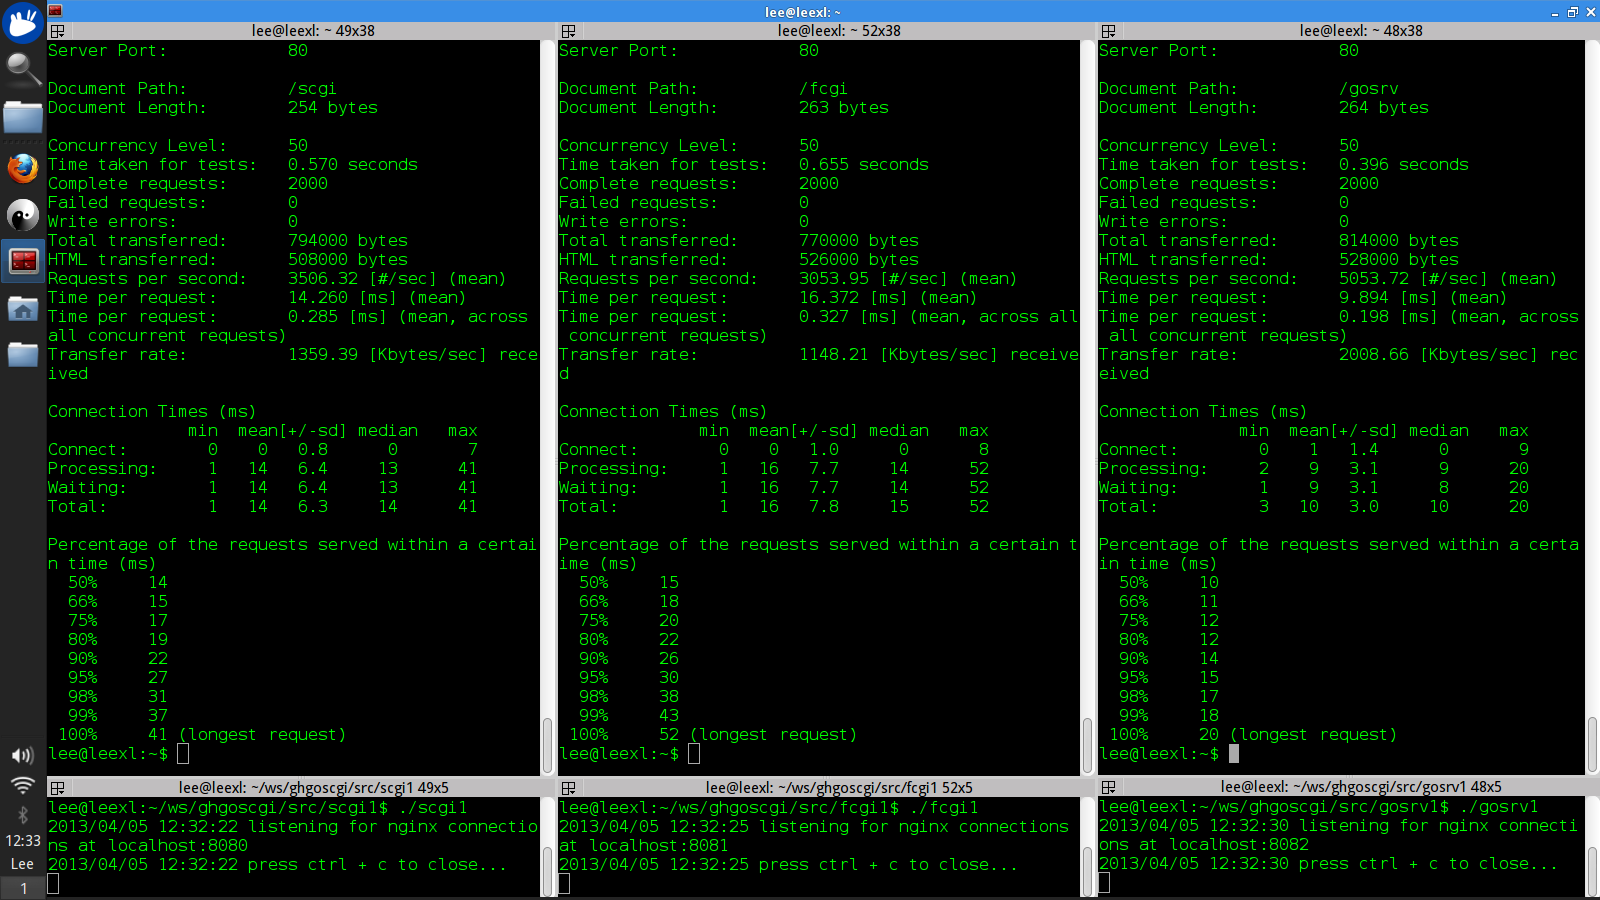 lee@leexl: ~
lee@leexl: ~ 49x38
Server Port: 80
Document Path: /scgi
Document Length: 254 bytes
Concurrency Level: 50
Time taken for tests: 0.570 seconds
Complete requests: 2000
Failed requests: 0
Write errors: 0
Total transferred: 794000 bytes
HTML transferred: 508000 bytes
Requests per second: 3506.32 [#/sec] (mean)
Time per request: 14.260 [ms] (mean)
Time per request: 0.285 [ms] (mean, across
all concurrent requests)
Transfer rate: 1359.39 [Kbytes/sec] rece
ived
Connection Times (ms)
min mean[+/-sd] median max
Connect: 0 0 0.8 0 7
Processing: 1 14 6.4 13 41
Waiting: 1 14 6.4 13 41
Total: 1 14 6.3 14 41
Percentage of the requests served within a certai
n time (ms)
50% 14
66% 15
75% 17
80% 19
90% 22
95% 27
98% 31
99% 37
100% 41 (longest request)
lee@leexl:~$
lee@leexl: ~ 52x38
Server Port: 80
Document Path: /fcgi
Document Length: 263 bytes
Concurrency Level: 50
Time taken for tests: 0.655 seconds
Complete requests: 2000
Failed requests: 0
Write errors: 0
Total transferred: 770000 bytes
HTML transferred: 526000 bytes
Requests per second: 3053.95 [#/sec] (mean)
Time per request: 16.372 [ms] (mean)
Time per request: 0.327 [ms] (mean, across all
concurrent requests)
Transfer rate: 1148.21 [Kbytes/sec] receive
d
Connection Times (ms)
min mean[+/-sd] median max
Connect: 0 0 1.0 0 8
Processing: 1 16 7.7 14 52
Waiting: 1 16 7.7 14 52
Total: 1 16 7.8 15 52
Percentage of the requests served within a certain t
ime (ms)
50% 15
66% 18
75% 20
80% 22
90% 26
95% 30
98% 38
99% 43
100% 52 (longest request)
lee@leexl:~$
lee@leexl: ~ 48x38
Server Port: 80
Document Path: /gosrv
Document Length: 264 bytes
Concurrency Level: 50
Time taken for tests: 0.396 seconds
Complete requests: 2000
Failed requests: 0
Write errors: 0
Total transferred: 814000 bytes
HTML transferred: 528000 bytes
Requests per second: 5053.72 [#/sec] (mean)
Time per request: 9.894 [ms] (mean)
Time per request: 0.198 [ms] (mean, across
all concurrent requests)
Transfer rate: 2008.66 [Kbytes/sec] rec
eived
Connection Times (ms)
min mean[+/-sd] median max
Connect: 0 1 1.4 0 9
Processing: 2 9 3.1 9 20
Waiting: 1 9 3.1 8 20
Total: 3 10 3.0 10 20
Percentage of the requests served within a certa
in time (ms)
50% 10
66% 11
75% 12
80% 12
90% 14
95% 15
98% 17
99% 18
100% 20 (longest request)
lee@leexl:~$
lee@leexl: ~/ws/ghgoscgi/src/scgi1 49x5
lee@leexl:~/ws/ghgoscgi/src/scgi1$ ./scgi1
2013/04/05 12:32:22 listening for nginx connectio
ns at localhost:8080
2013/04/05 12:32:22 press ctrl + c to close...
lee@leexl: ~/ws/ghgoscgi/src/fcgi1 52x5
lee@leexl:~/ws/ghgoscgi/src/fcgi1$ ./fcgi1
2013/04/05 12:32:25 listening for nginx connections
at localhost:8081
2013/04/05 12:32:25 press ctrl + c to close...
lee@leexl: ~/ws/ghgoscgi/src/gosrv1 48x5
lee@leexl:~/ws/ghgoscgi/src/gosrv1$ ./gosrv1
2013/04/05 12:32:30 listening for nginx connecti
ons at localhost:8082
2013/04/05 12:32:30 press ctrl + c to close...
12:33
Lee
1